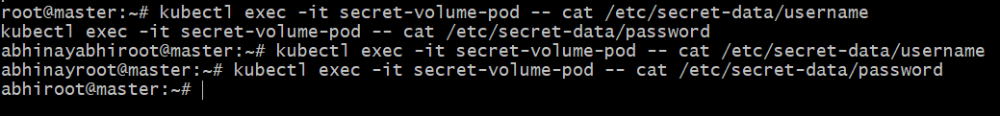 root@master:~# kubectl exec -it secret-volume-pod -- cat /etc/secret-data/username
kubectl exec -it secret-volume-pod -- cat /etc/secret-data/password
abhinayabhiroot@master:~# kubectl exec -it secret-volume-pod -- cat /etc/secret-data/username
abhinayroot@master:~# kubectl exec -it secret-volume-pod -- cat /etc/secret-data/password
abhiroot@master:~#